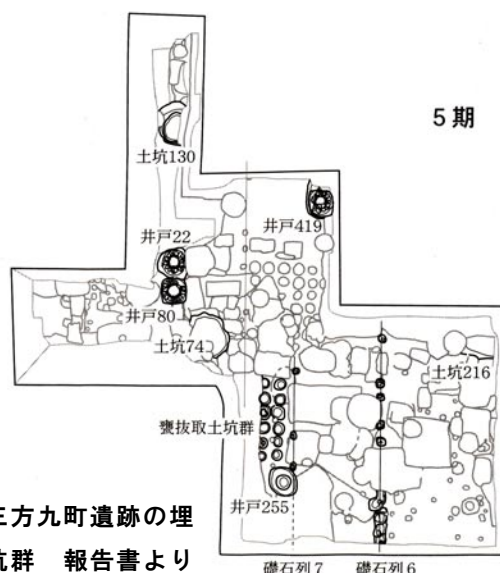 5期
土坑130
井戸419
井戸22
井戸80
土坑74
土坑216
甕抜取土坑群
井戸255
三方九町遺跡の埋
坑群 報告書より
礎石列7 礎石列6